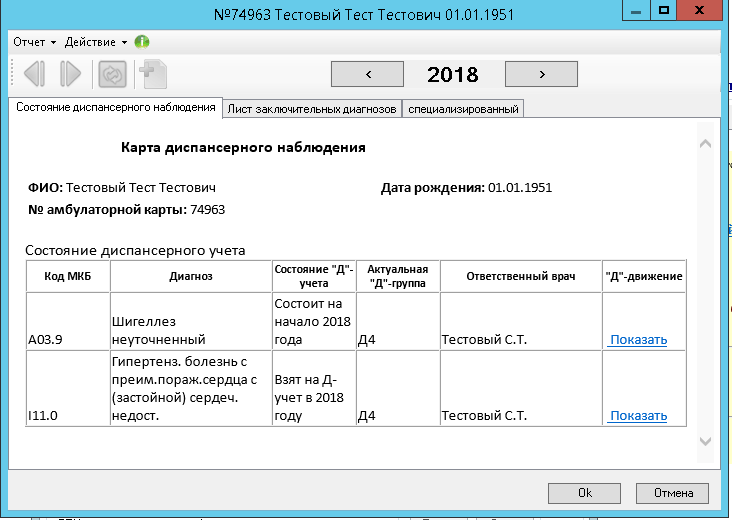 №74963 Тестовый Тест Тестович 01.01.1951
Отчет Действие
< 2018 >
Состояние диспансерного наблюдения Лист заключительных диагнозов специализированный
Карта диспансерного наблюдения
ФИО: Тестовый Тест Тестович Дата рождения: 01.01.1951
№ амбулаторной карты: 74963
Состояние диспансерного учета
Код МКБ Диагноз Состояние "Д"-учета Актуальная "Д"-группа Ответственный врач "Д"-движение
A03.9 Шигеллез неуточненный Состоит на начало 2018 года Д4 Тестовый С.Т. Показать
I11.0 Гипертенз. болезнь с преим.пораж.сердца с (застойной) сердеч. недост. Взят на Д-учет в 2018 году Д4 Тестовый С.Т. Показать
Ok Отмена